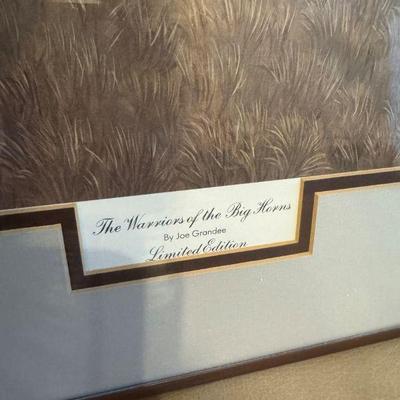 The Warriors of the Big Horns
By Joe Grandee
Limited Edition